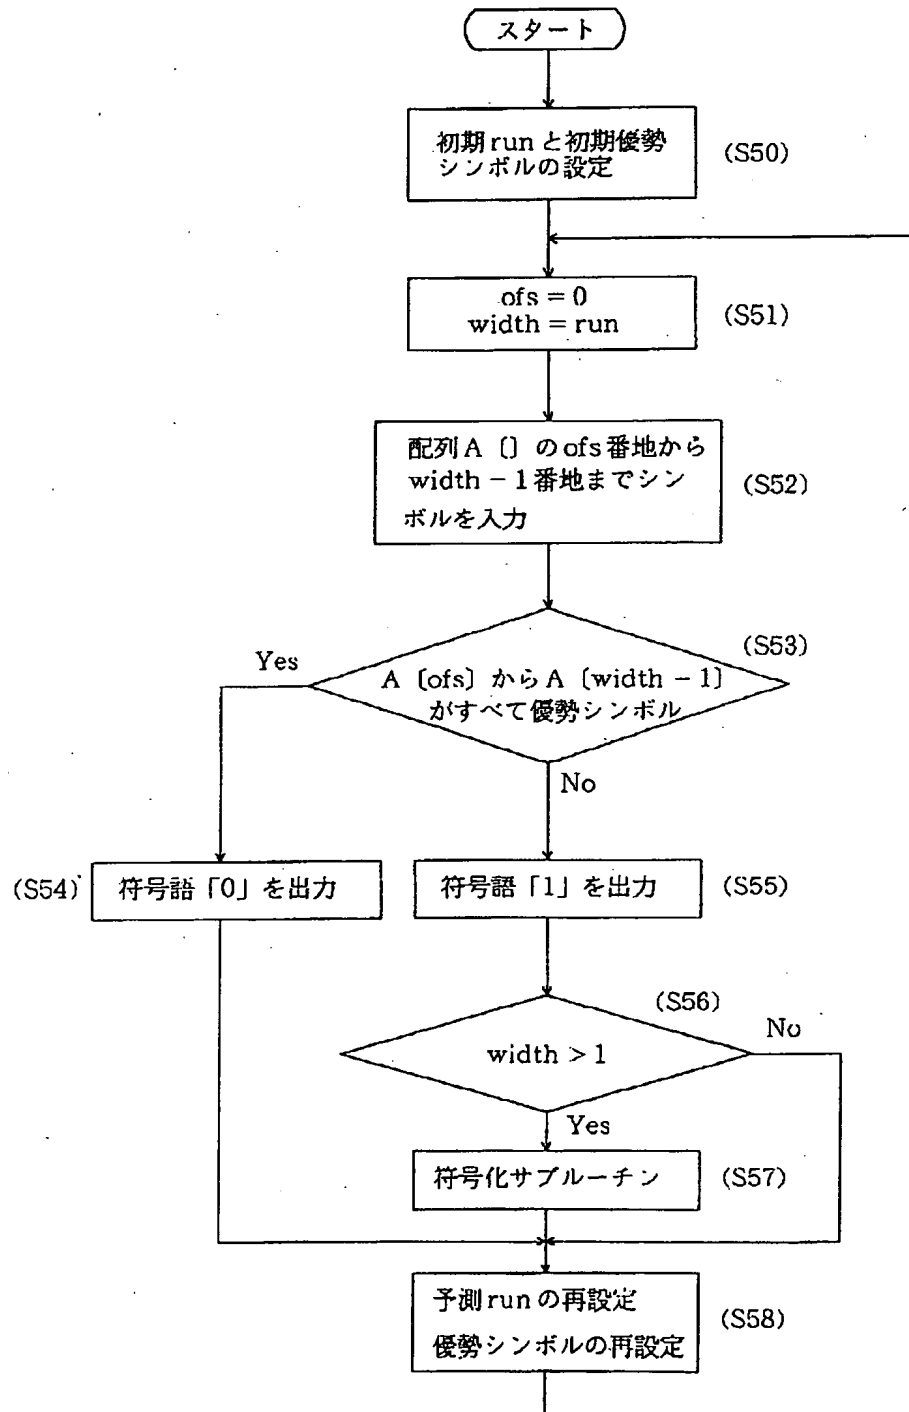 スタート
初期runと初期優勢
シンボルの設定
(S50)
ofs = 0
width = run
(S51)
配列A〔〕のofs番地から
width − 1番地までシン
ボルを入力
(S52)
(S53)
Yes
A〔ofs〕からA〔width − 1〕
がすべて優勢シンボル
No
(S54)
符号語「0」を出力
符号語「1」を出力
(S55)
(S56)
No
width > 1
Yes
符号化サブルーチン
(S57)
予測runの再設定
優勢シンボルの再設定
(S58)